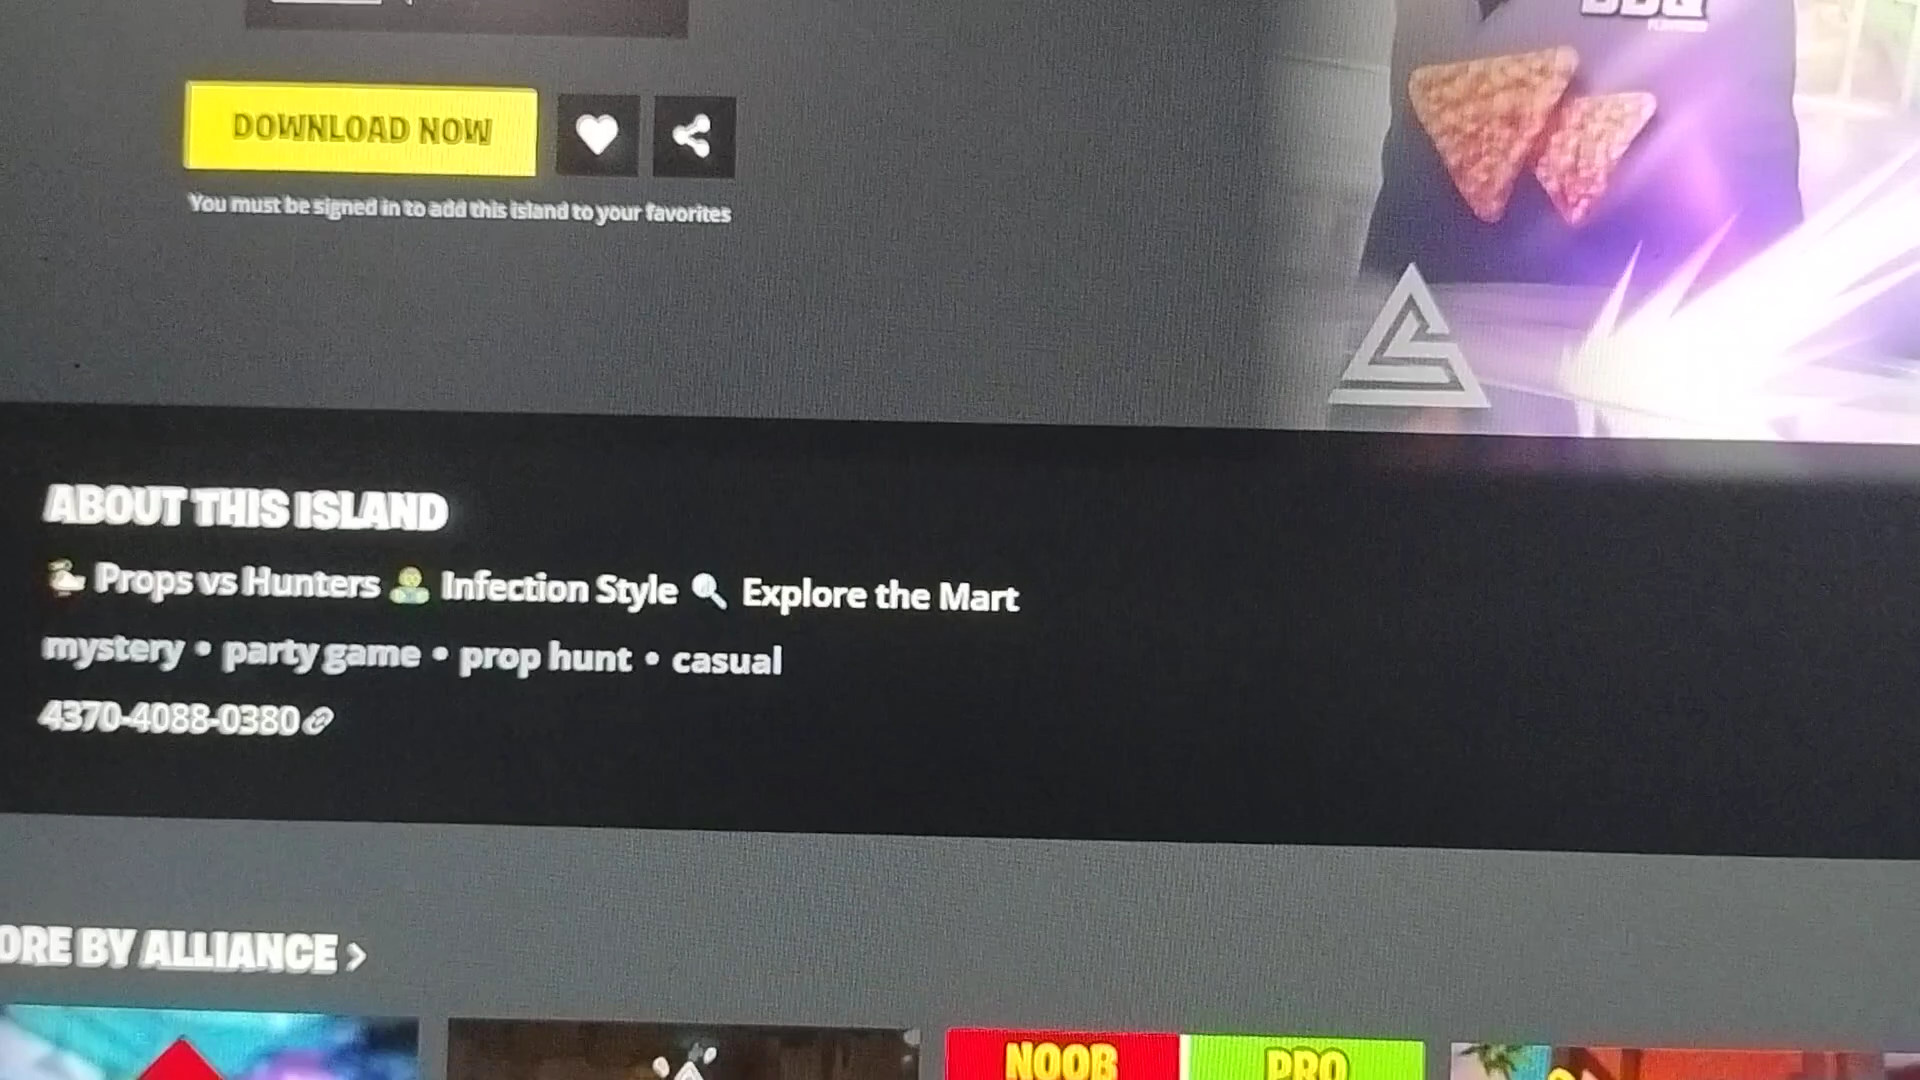 BBQ
DOWNLOAD NOW
You must be signed in to add this island to your favorites
ABOUT THIS ISLAND
Props vs Hunters Infection Style Explore the Mart
mystery • party game • prop hunt • casual
4370-4088-0380
ORE BY ALLIANCE >
NOOB
PRO